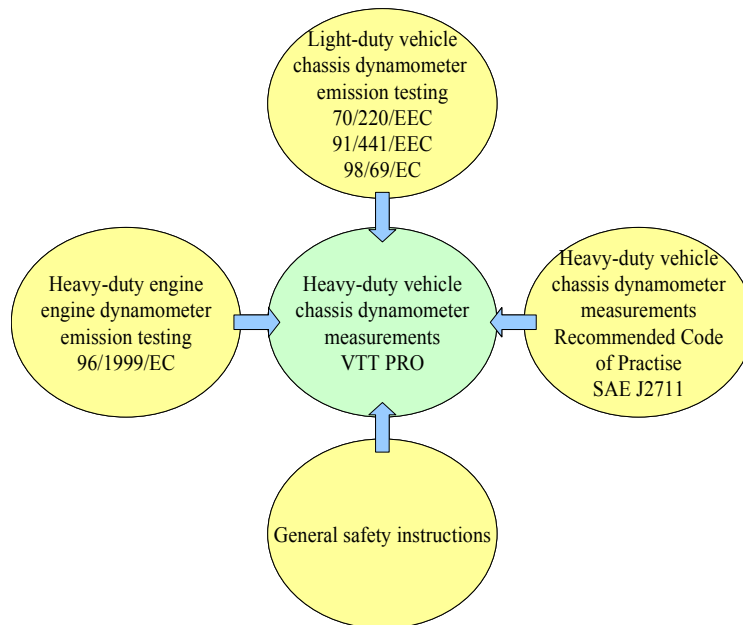 Light-duty vehicle
chassis dynamometer
emission testing
70/220/EEC
91/441/EEC
98/69/EC
Heavy-duty engine
engine dynamometer
emission testing
96/1999/EC
Heavy-duty vehicle
chassis dynamometer
measurements
VTT PRO
Heavy-duty vehicle
chassis dynamometer
measurements
Recommended Code
of Practise
SAE J2711
General safety instructions